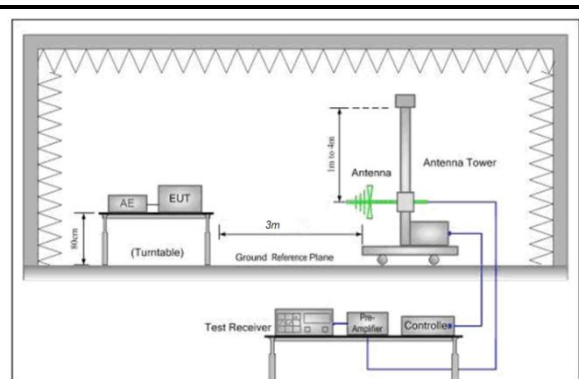 1m to 4m
Antenna
Antenna Tower
AE
EUT
80cm
(Turntable)
3m
Ground Reference Plane
Test Receiver
Pre-
Amplifier
Controller